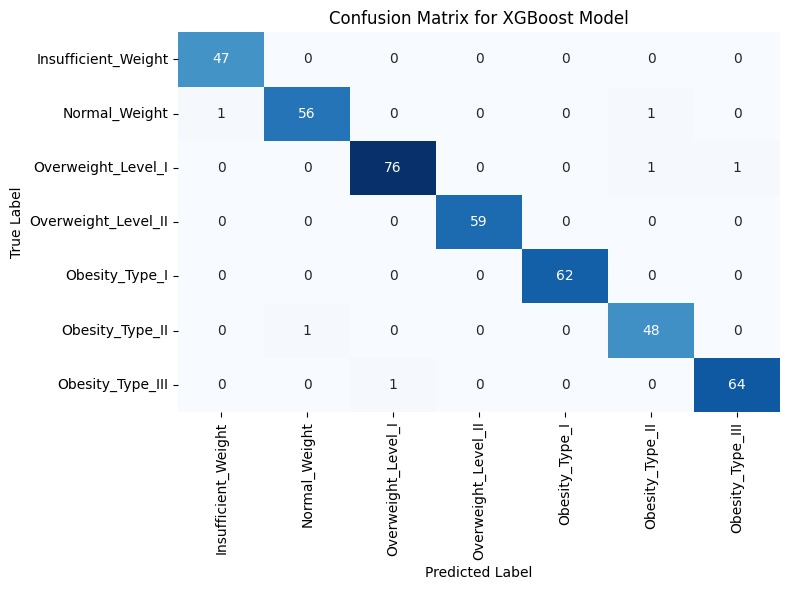 Confusion Matrix for XGBoost Model
True Label
Insufficient_Weight 47 0 0 0 0 0 0
Normal_Weight 1 56 0 0 0 1 0
Overweight_Level_I 0 0 76 0 0 1 1
Overweight_Level_II 0 0 0 59 0 0 0
Obesity_Type_I 0 0 0 0 62 0 0
Obesity_Type_II 0 1 0 0 0 48 0
Obesity_Type_III 0 0 1 0 0 0 64
Insufficient_Weight
Normal_Weight
Overweight_Level_I
Overweight_Level_II
Obesity_Type_I
Obesity_Type_II
Obesity_Type_III
Predicted Label